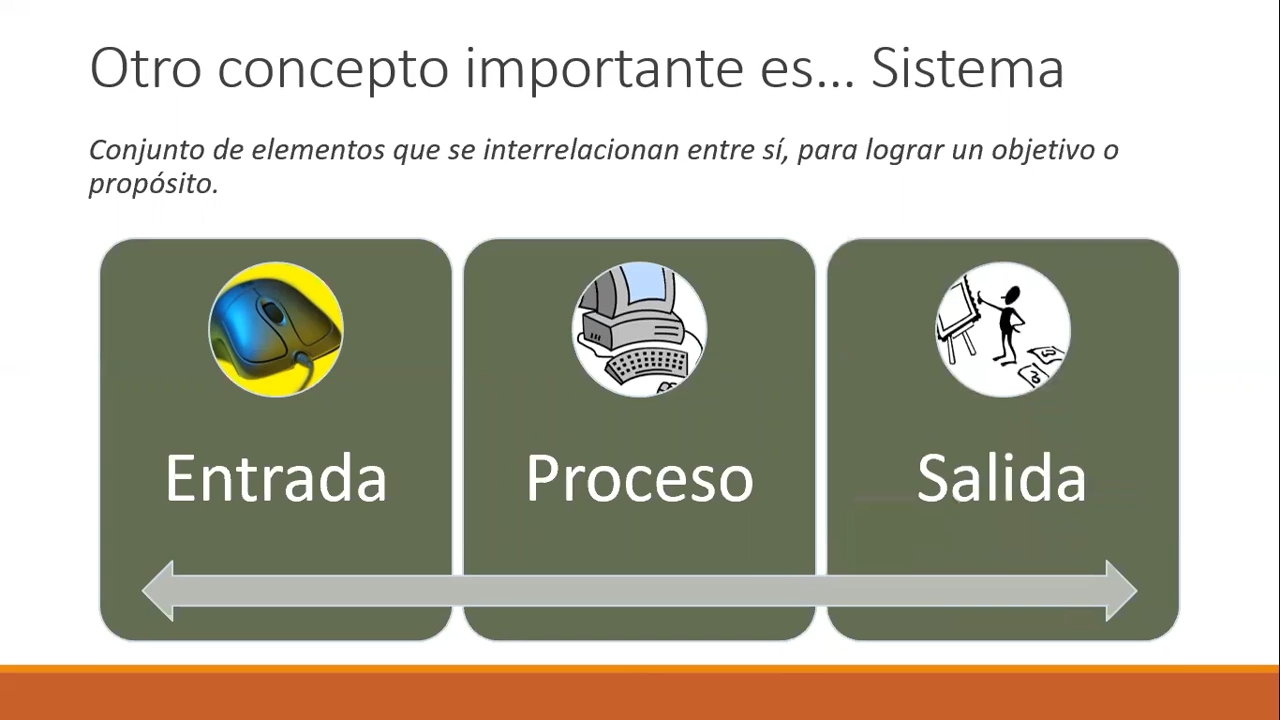 Otro concepto importante es... Sistema
Conjunto de elementos que se interrelacionan entre sí, para lograr un objetivo o
propósito.
Entrada
Proceso
Salida